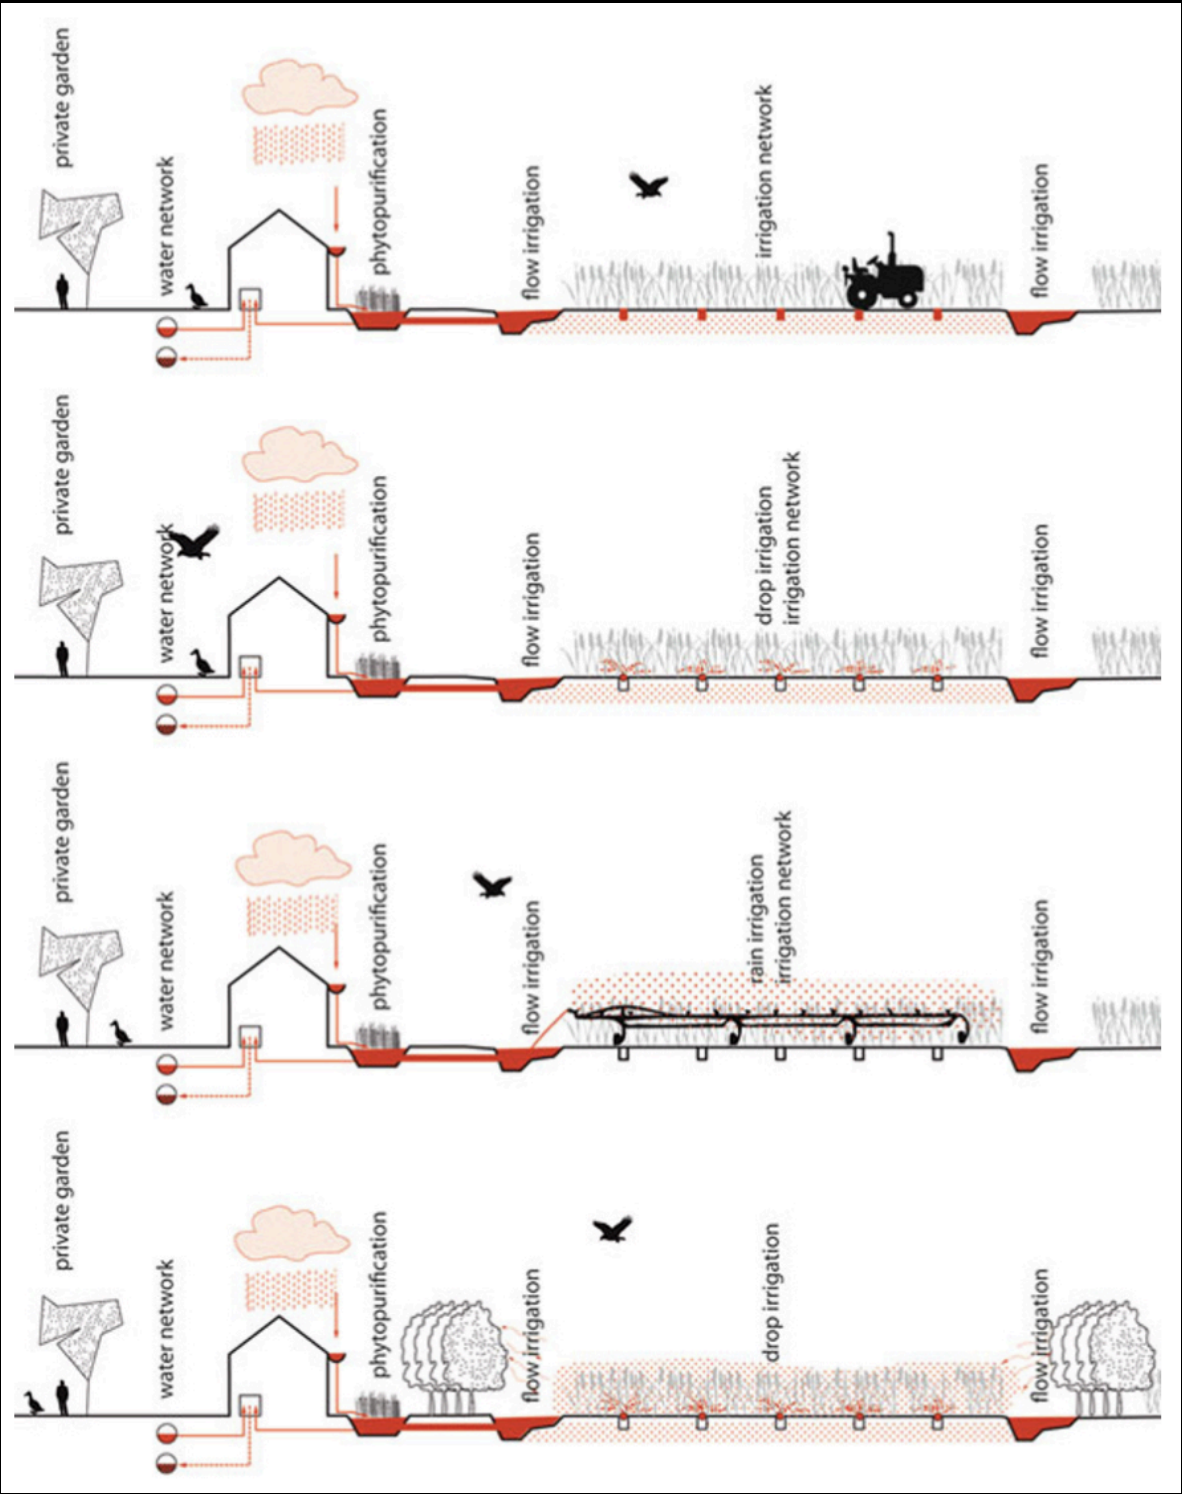 private garden
water network
phytopurification
flow irrigation
irrigation network
flow irrigation
private garden
water network
phytopurification
flow irrigation
drop irrigation
irrigation network
flow irrigation
private garden
water network
phytopurification
flow irrigation
rain irrigation
irrigation network
flow irrigation
private garden
water network
phytopurification
flow irrigation
drop irrigation
flow irrigation